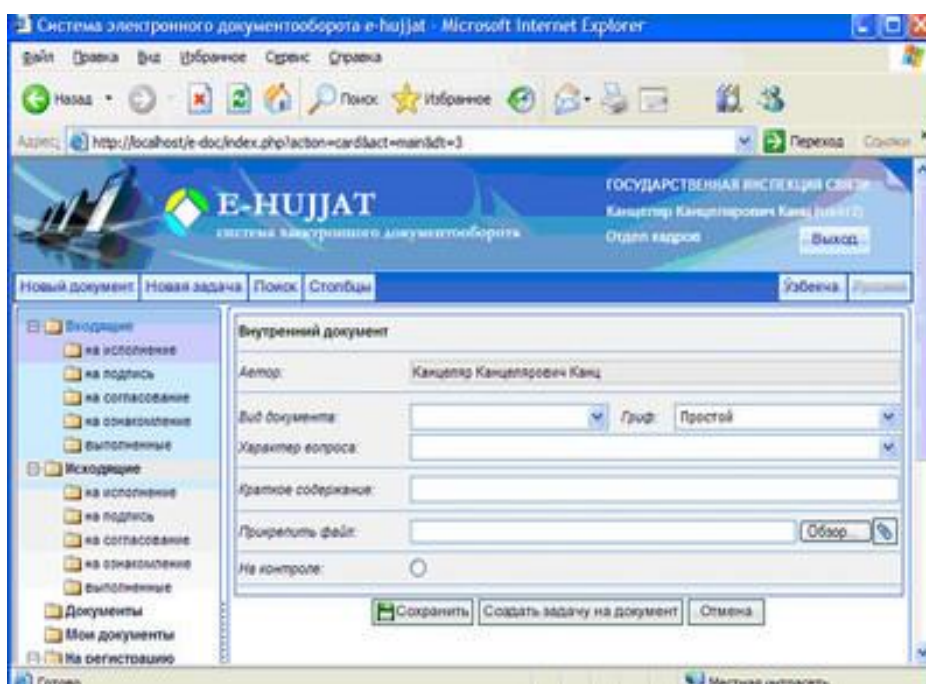 Система электронного документооборота e-hujjat - Microsoft Internet Explorer
Файл Правка Вид Избранное Сервис Справка
Назад Поиск Избранное
Адрес: http://localhost/e-doc/index.php?action=card&act=main&dt=3 Переход Ссылки
ГОСУДАРСТВЕННАЯ ИНСПЕКЦИЯ СВЯЗИ
E-HUJJAT
Канцеляр Канцелярович Канц
система электронного документооборота
Отдел кадров Выход
Новый документ Новая задача Поиск Столбцы Ўзбекча
Входящие
на исполнение
на подпись
на согласование
на ознакомление
выполненные
Исходящие
на исполнение
на подпись
на согласование
на ознакомление
выполненные
Документы
Мои документы
На регистрацию
Внутренний документ
Автор: Канцеляр Канцелярович Канц
Вид документа: Гриф: Простой
Характер вопроса:
Краткое содержание:
Прикрепить файл: Обзор...
На контроле:
Сохранить Создать задачу на документ Отмена
Готово Местная интрасеть